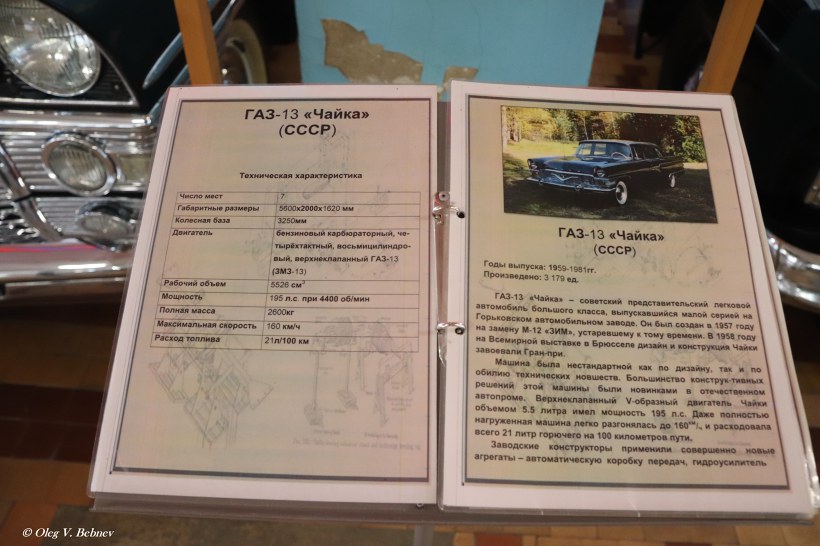 ГАЗ-13 «Чайка»
(СССР)
Техническая характеристика
Число мест 7
Габаритные размеры 5600х2000х1620 мм
Колесная база 3250мм
Двигатель бензиновый карбюраторный, че-
тырёхтактный, восьмицилиндро-
вый, верхнеклапанный ГАЗ-13
(ЗМЗ-13)
Рабочий объем 5526 см³
Мощность 195 л.с. при 4400 об/мин
Полная масса 2600кг
Максимальная скорость 160 км/ч
Расход топлива 21л/100 км
ГАЗ-13 «Чайка»
(СССР)
Годы выпуска: 1959-1981гг.
Произведено: 3 179 ед.
ГАЗ-13 «Чайка» – советский представительский легковой
автомобиль большого класса, выпускавшийся малой серией на
Горьковском автомобильном заводе. Он был создан в 1957 году
на замену М-12 «ЗИМ», устаревшему к тому времени. В 1958 году
на Всемирной выставке в Брюсселе дизайн и конструкция Чайки
завоевали Гран-при.
Машина была нестандартной как по дизайну, так и по
обилию технических новшеств. Большинство конструк-тивных
решений этой машины были новинками в отечественном
автопроме. Верхнеклапанный V-образный двигатель Чайки
объемом 5.5 литра имел мощность 195 л.с. Даже полностью
нагруженная машина легко разгонялась до 160 км/ч, и расходовала
всего 21 литр горючего на 100 километров пути.
Заводские конструкторы применили совершенно новые
агрегаты – автоматическую коробку передач, гидроусилитель
© Oleg V. Bebnev